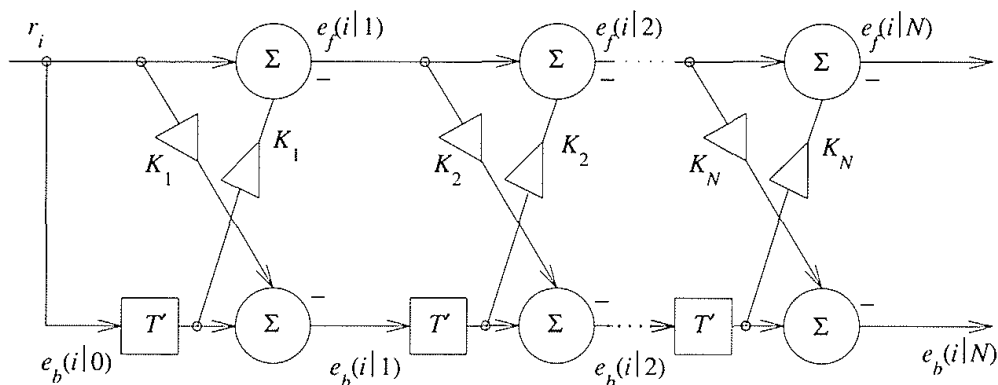 r_i e_f(i|1) e_f(i|2) e_f(i|N)
Σ Σ Σ
− − −
K_1 K_1 K_2 K_2 K_N K_N
− − −
T' Σ T' Σ T' Σ
e_b(i|0) e_b(i|1) e_b(i|2) e_b(i|N)